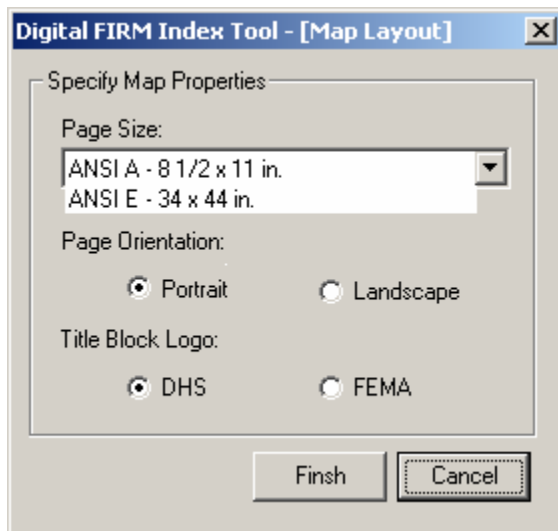 Digital FIRM Index Tool - [Map Layout]
Specify Map Properties
Page Size:
ANSI A - 8 1/2 x 11 in.
ANSI E - 34 x 44 in.
Page Orientation:
Portrait Landscape
Title Block Logo:
DHS FEMA
Finsh Cancel